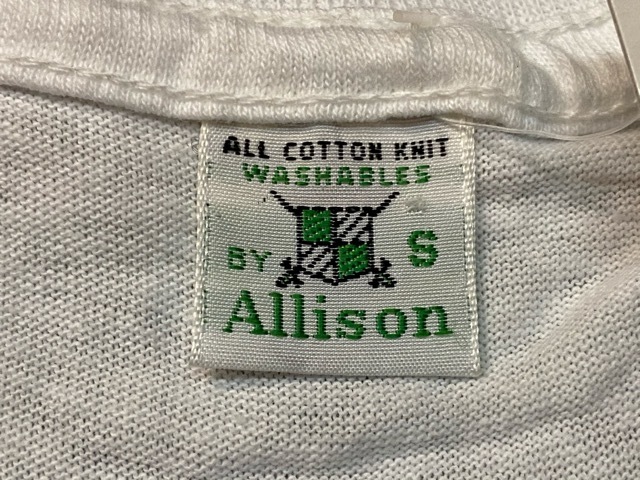 ALL COTTON KNIT
WASHABLES
BY S
Allison